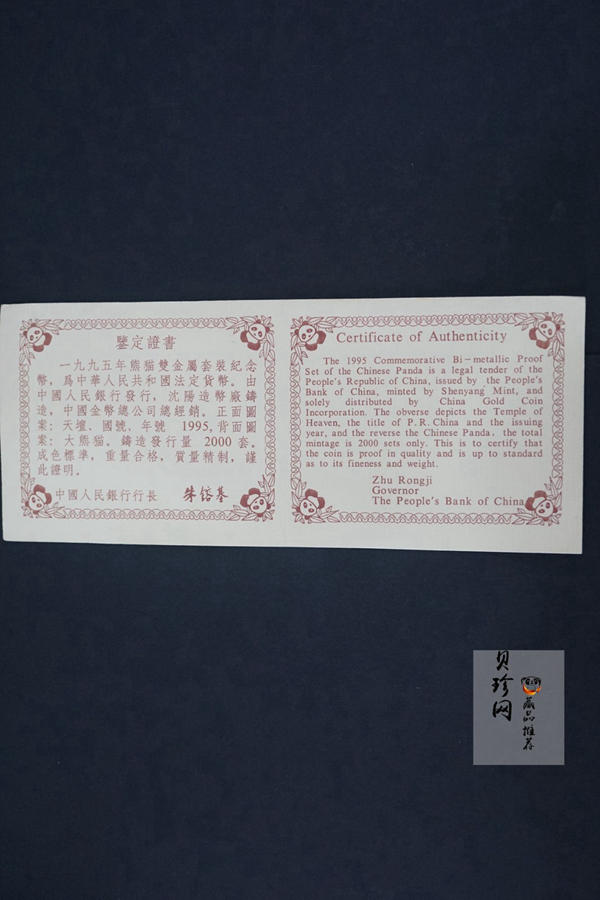 鑒定證書
一九九五年熊猫雙金屬套裝紀念
幣，爲中華人民共和國法定貨幣。由
中國人民銀行發行，沈陽造幣廠鑄
造，中國金幣總公司總經銷。正面圖
案：天壇、國號、年號 1995，背面圖
案：大熊猫。鑄造發行量 2000 套。
成色標準，重量合格，質量精制，謹
此證明。
中國人民銀行行長 朱鎔基
Certificate of Authenticity
The 1995 Commemorative Bi-metallic Proof
Set of the Chinese Panda is a legal tender of the
People's Republic of China, issued by the People's
Bank of China, minted by Shenyang Mint, and
solely distributed by China Gold Coin
Incorporation. The obverse depicts the Temple of
Heaven, the title of P.R.China and the issuing
year, and the reverse the Chinese Panda, the total
mintage is 2000 sets only. This is to certify that
the coin is proof in quality and is up to standard
as to its fineness and weight.
Zhu Rongji
Governor
The People's Bank of China
贝珍网
藏品推荐